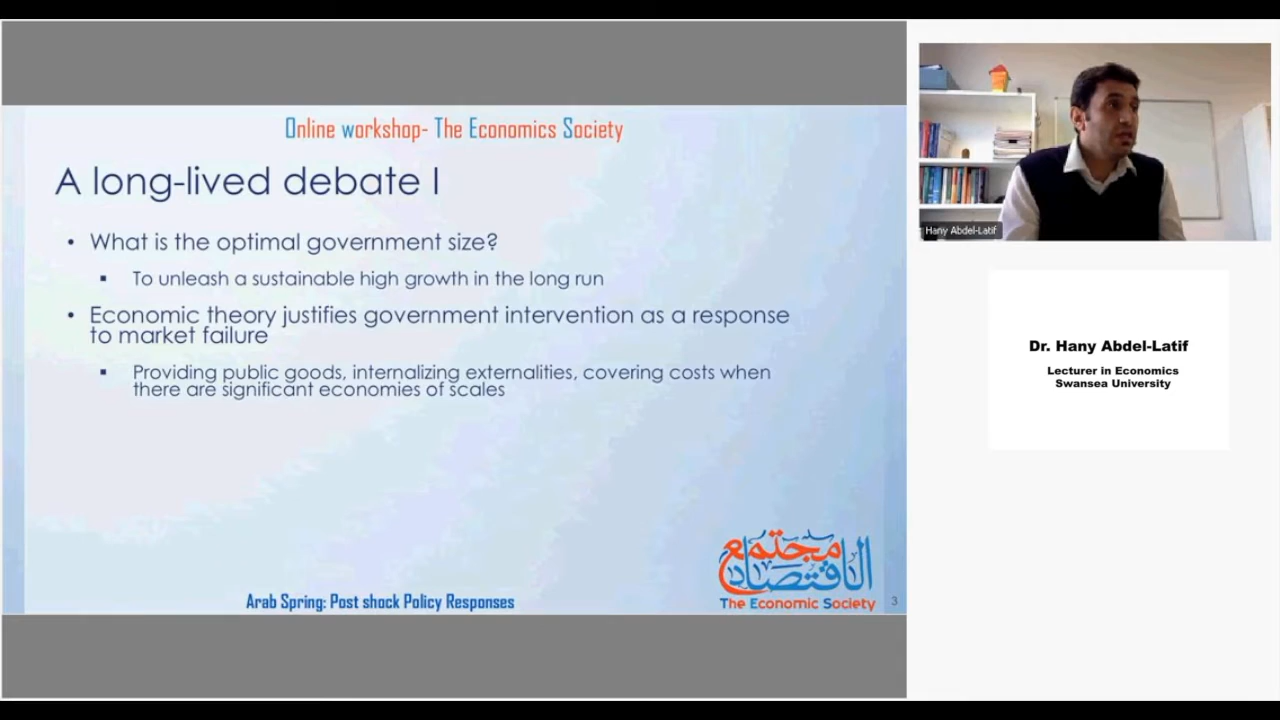 Online workshop- The Economics Society
A long-lived debate I
• What is the optimal government size?
▪ To unleash a sustainable high growth in the long run
• Economic theory justifies government intervention as a response
to market failure
▪ Providing public goods, internalizing externalities, covering costs when
there are significant economies of scales
مجتمع
الاقتصاد
The Economic Society
Arab Spring: Post shock Policy Responses
3
Hany Abdel-Latif
Dr. Hany Abdel-Latif
Lecturer in Economics
Swansea University